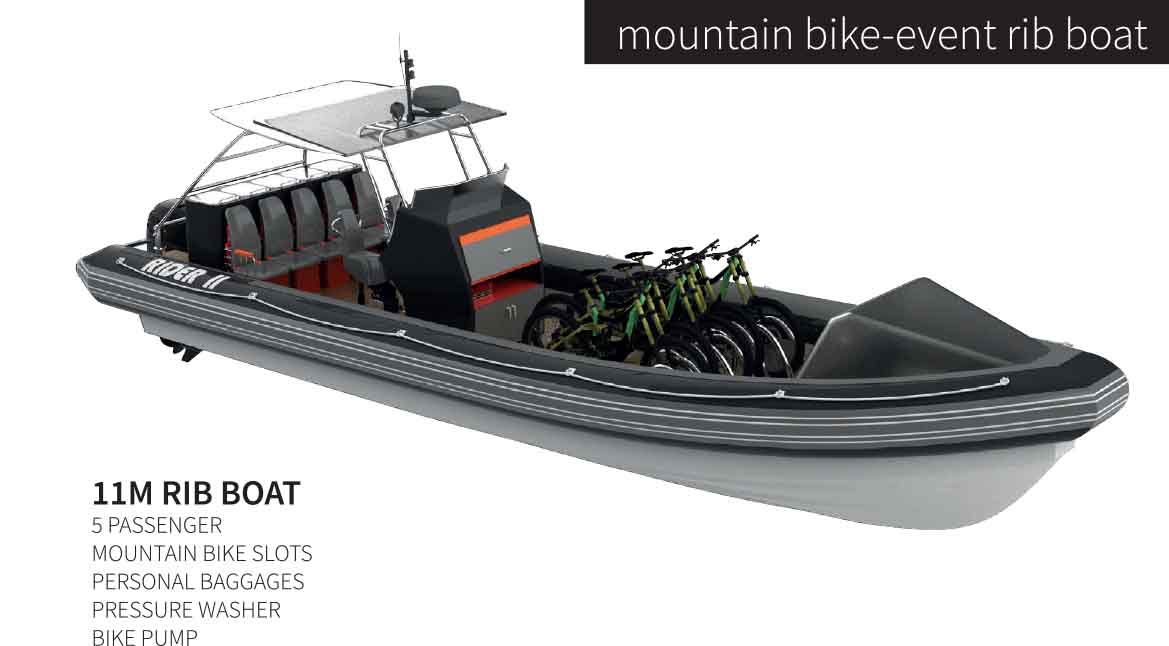 mountain bike-event rib boat
RIDER II
11M RIB BOAT
5 PASSENGER
MOUNTAIN BIKE SLOTS
PERSONAL BAGGAGES
PRESSURE WASHER
BIKE PUMP